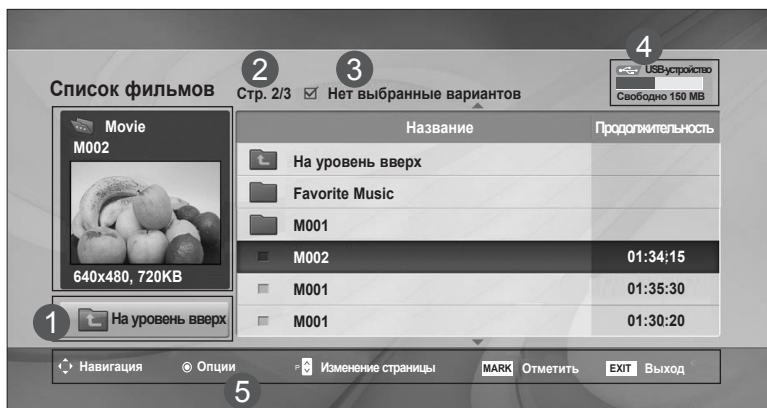 4
USB-устройство
Свободно 150 MB
2
3
Список фильмов
Стр. 2/3 Нет выбранные вариантов
Movie
M002
640x480, 720KB
1
На уровень вверх
Название Продолжительность
На уровень вверх
Favorite Music
M001
M002 01:34:15
M001 01:35:30
M001 01:30:20
Навигация Опции P Изменение страницы MARK Отметить EXIT Выход
5